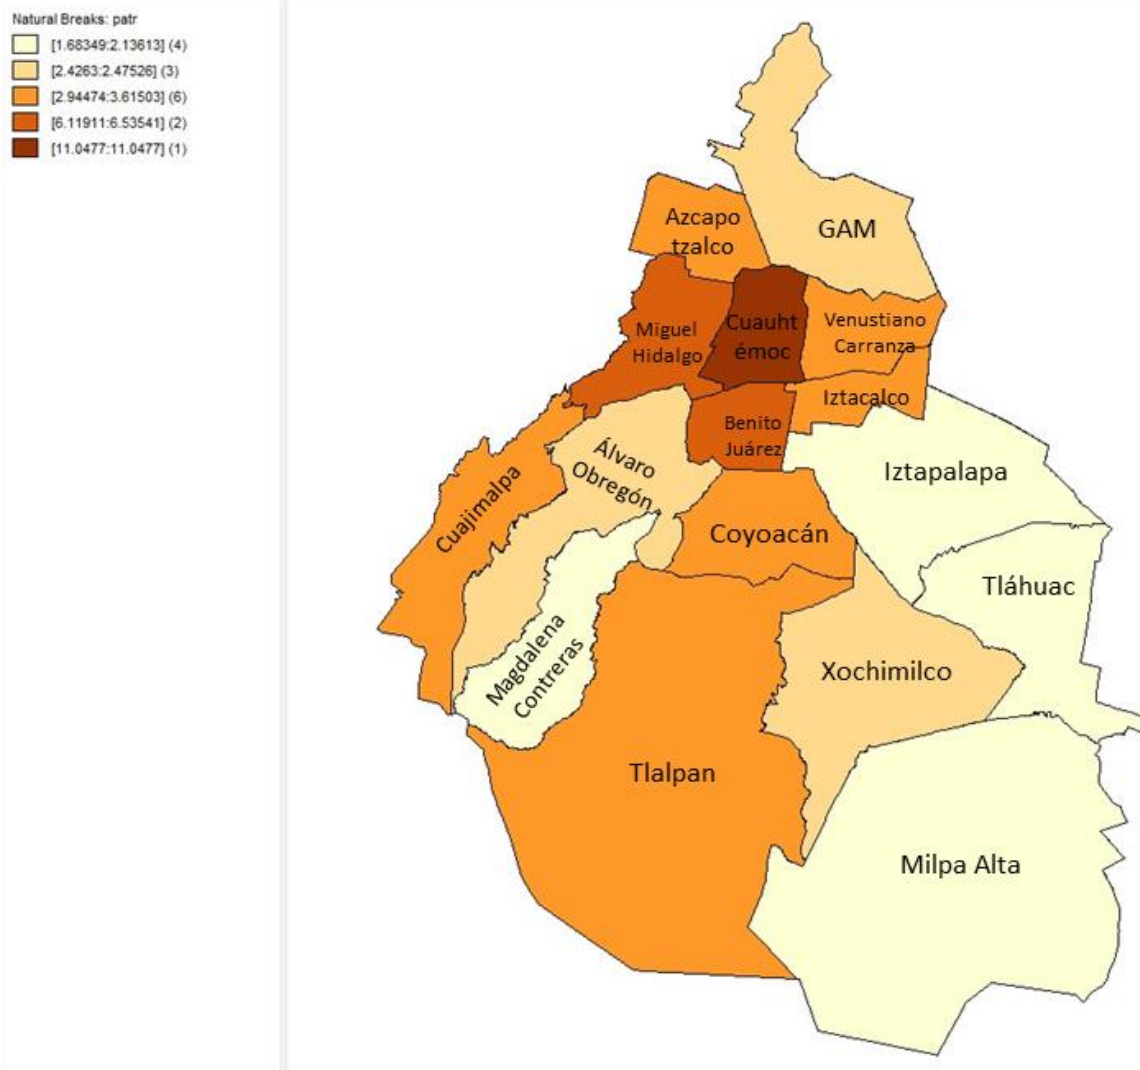 Natural Breaks: patr
[1.68349:2.13613] (4)
[2.4263:2.47526] (3)
[2.94474:3.61503] (6)
[6.11911:6.53541] (2)
[11.0477:11.0477] (1)
Azcapo
tzalco
GAM
Miguel
Hidalgo
Cuauht
émoc
Venustiano
Carranza
Iztacalco
Benito
Juárez
Álvaro
Obregón
Iztapalapa
Cuajimalpa
Coyoacán
Tláhuac
Magdalena
Contreras
Xochimilco
Tlalpan
Milpa Alta